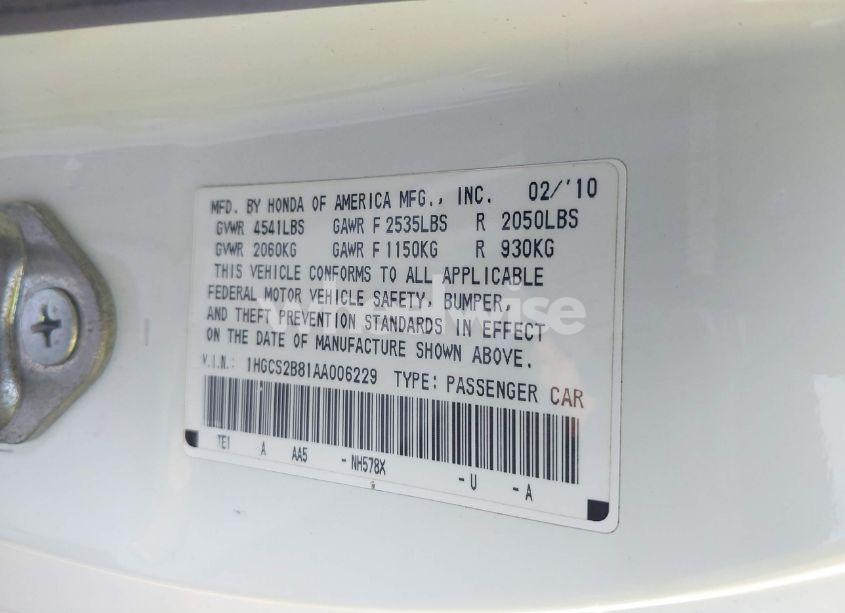 MFD. BY HONDA OF AMERICA MFG., INC. 02/'10
GVWR 4541LBS GAWR F 2535LBS R 2050LBS
GVWR 2060KG GAWR F 1150KG R 930KG
THIS VEHICLE CONFORMS TO ALL APPLICABLE
FEDERAL MOTOR VEHICLE SAFETY, BUMPER,
AND THEFT PREVENTION STANDARDS IN EFFECT
ON THE DATE OF MANUFACTURE SHOWN ABOVE.
V.I.N.: 1HGCS2B81AA006229 TYPE: PASSENGER CAR
TE1 A AA5 - NH578X - U - A
G
wheelwise